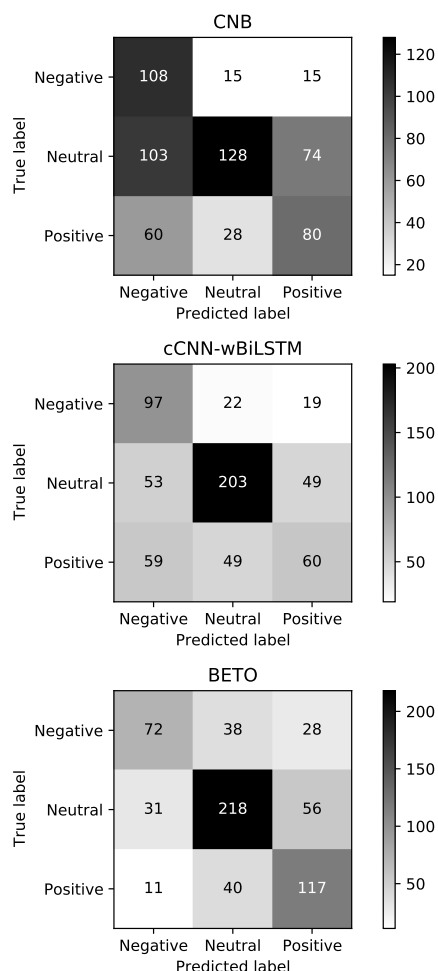 CNB
Negative 108 15 15
Neutral 103 128 74
Positive 60 28 80
Negative Neutral Positive
Predicted label
True label
120
100
80
60
40
20
cCNN-wBiLSTM
Negative 97 22 19
Neutral 53 203 49
Positive 59 49 60
Negative Neutral Positive
Predicted label
True label
200
150
100
50
BETO
Negative 72 38 28
Neutral 31 218 56
Positive 11 40 117
Negative Neutral Positive
Predicted label
True label
200
150
100
50